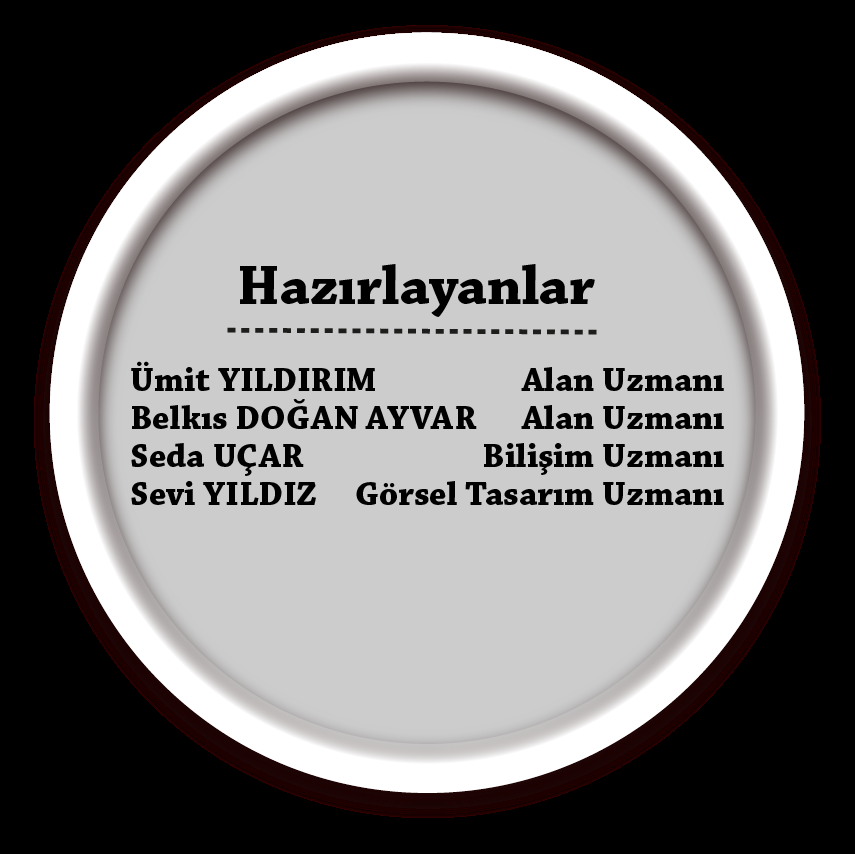 Hazırlayanlar
Ümit YILDIRIM Alan Uzmanı
Belkıs DOĞAN AYVAR Alan Uzmanı
Seda UÇAR Bilişim Uzmanı
Sevi YILDIZ Görsel Tasarım Uzmanı